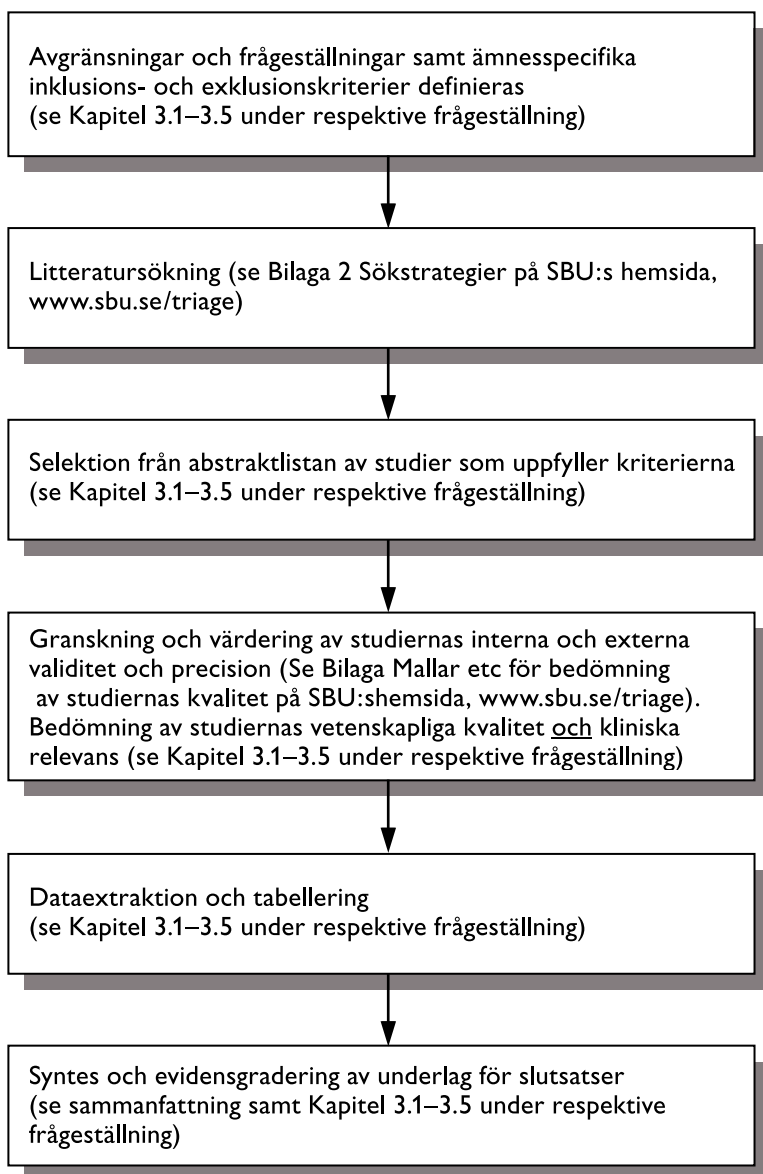 Avgränsningar och frågeställningar samt ämnesspecifika
inklusions- och exklusionskriterier definieras
(se Kapitel 3.1–3.5 under respektive frågeställning)
Litteratursökning (se Bilaga 2 Sökstrategier på SBU:s hemsida,
www.sbu.se/triage)
Selektion från abstraktlistan av studier som uppfyller kriterierna
(se Kapitel 3.1–3.5 under respektive frågeställning)
Granskning och värdering av studiernas interna och externa
validitet och precision (Se Bilaga Mallar etc för bedömning
av studiernas kvalitet på SBU:shemsida, www.sbu.se/triage).
Bedömning av studiernas vetenskapliga kvalitet och kliniska
relevans (se Kapitel 3.1–3.5 under respektive frågeställning)
Dataextraktion och tabellering
(se Kapitel 3.1–3.5 under respektive frågeställning)
Syntes och evidensgradering av underlag för slutsatser
(se sammanfattning samt Kapitel 3.1–3.5 under respektive
frågeställning)